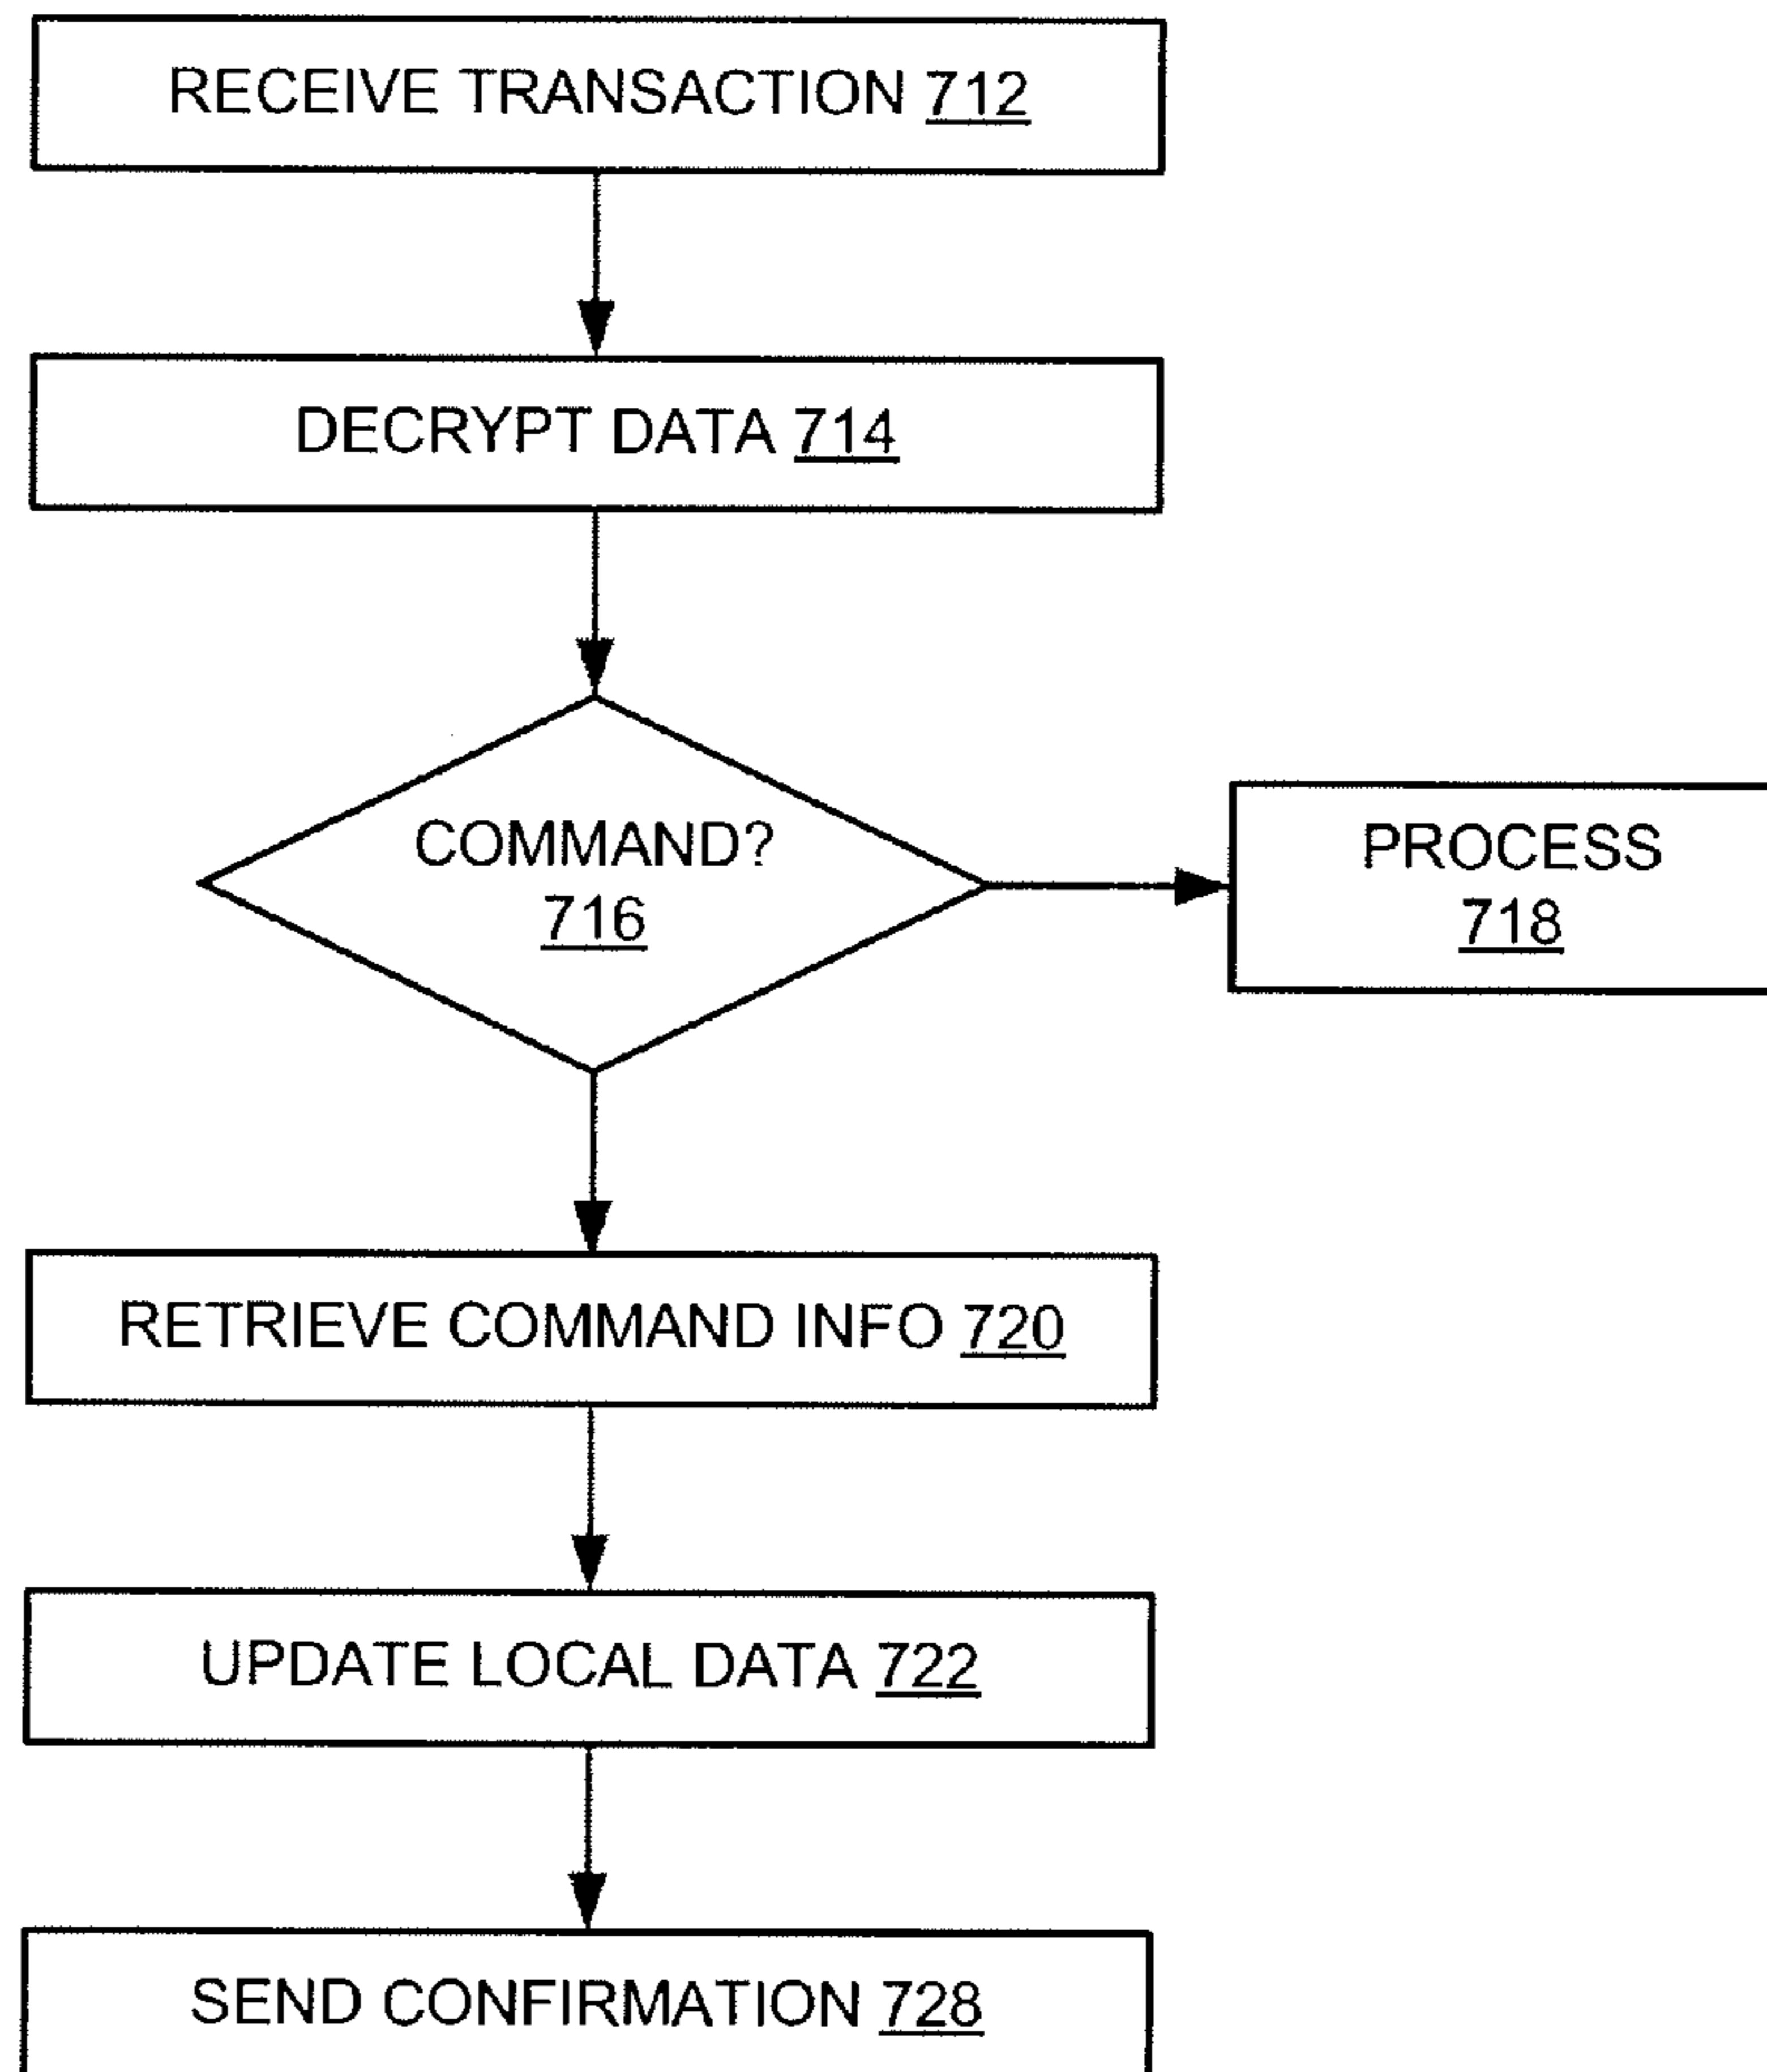 RECEIVE TRANSACTION 712
DECRYPT DATA 714
COMMAND?
716
PROCESS
718
RETRIEVE COMMAND INFO 720
UPDATE LOCAL DATA 722
SEND CONFIRMATION 728